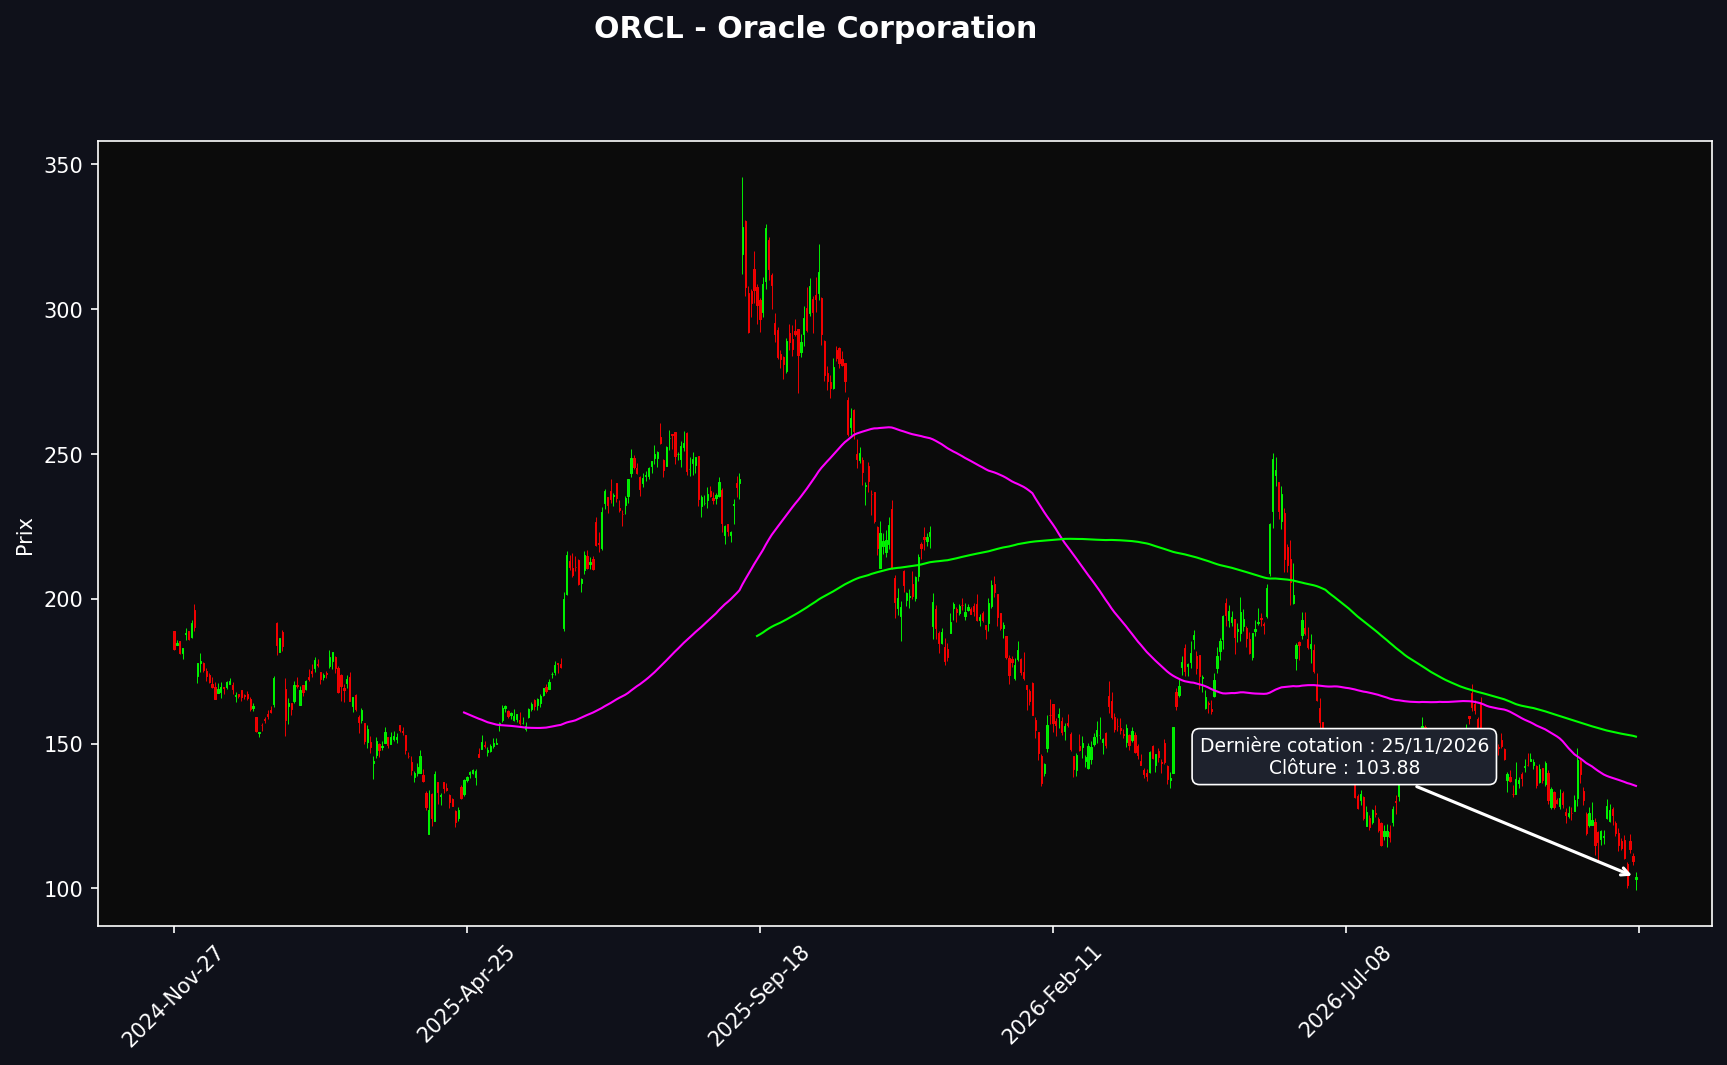 ORCL - Oracle Corporation
350
300
250
200
150
100
Prix
Dernière cotation : 25/11/2026
Clôture : 103.88
2024-Nov-27
2025-Apr-25
2025-Sep-18
2026-Feb-11
2026-Jul-08